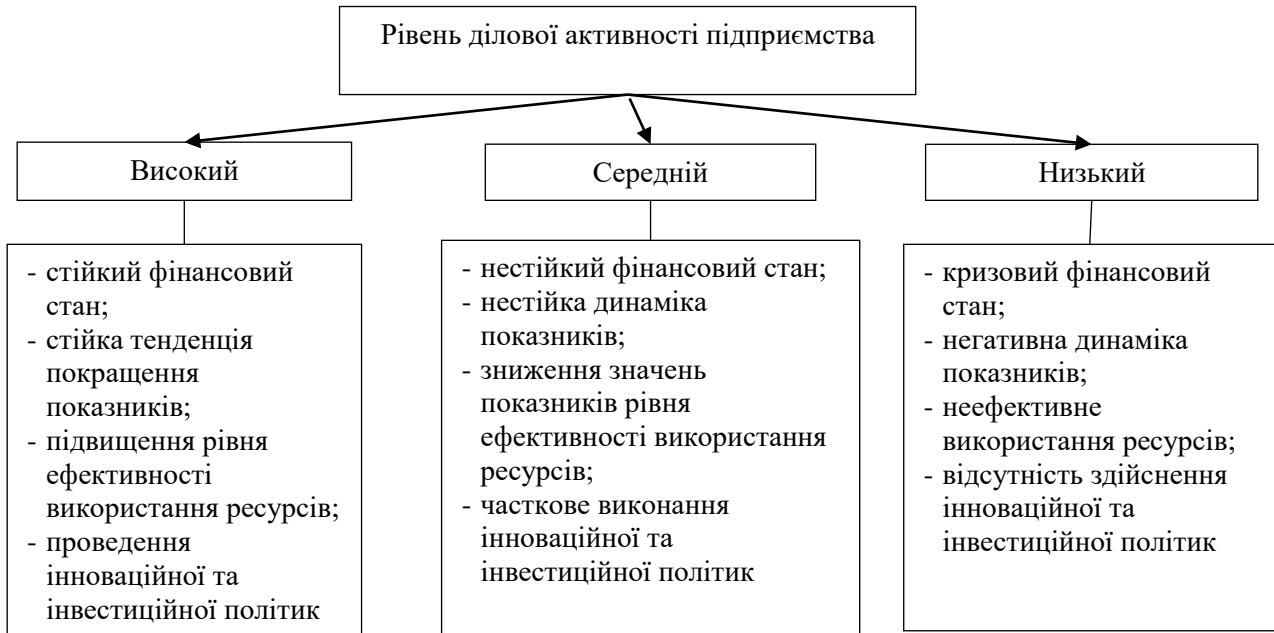 Рівень ділової активності підприємства
Високий
Середній
Низький
- стійкий фінансовий
стан;
- стійка тенденція
покращення
показників;
- підвищення рівня
ефективності
використання ресурсів;
- проведення
інноваційної та
інвестиційної політик
- нестійкий фінансовий стан;
- нестійка динаміка
показників;
- зниження значень
показників рівня
ефективності використання
ресурсів;
- часткове виконання
інноваційної та
інвестиційної політик
- кризовий фінансовий
стан;
- негативна динаміка
показників;
- неефективне
використання ресурсів;
- відсутність здійснення
інноваційної та
інвестиційної політик